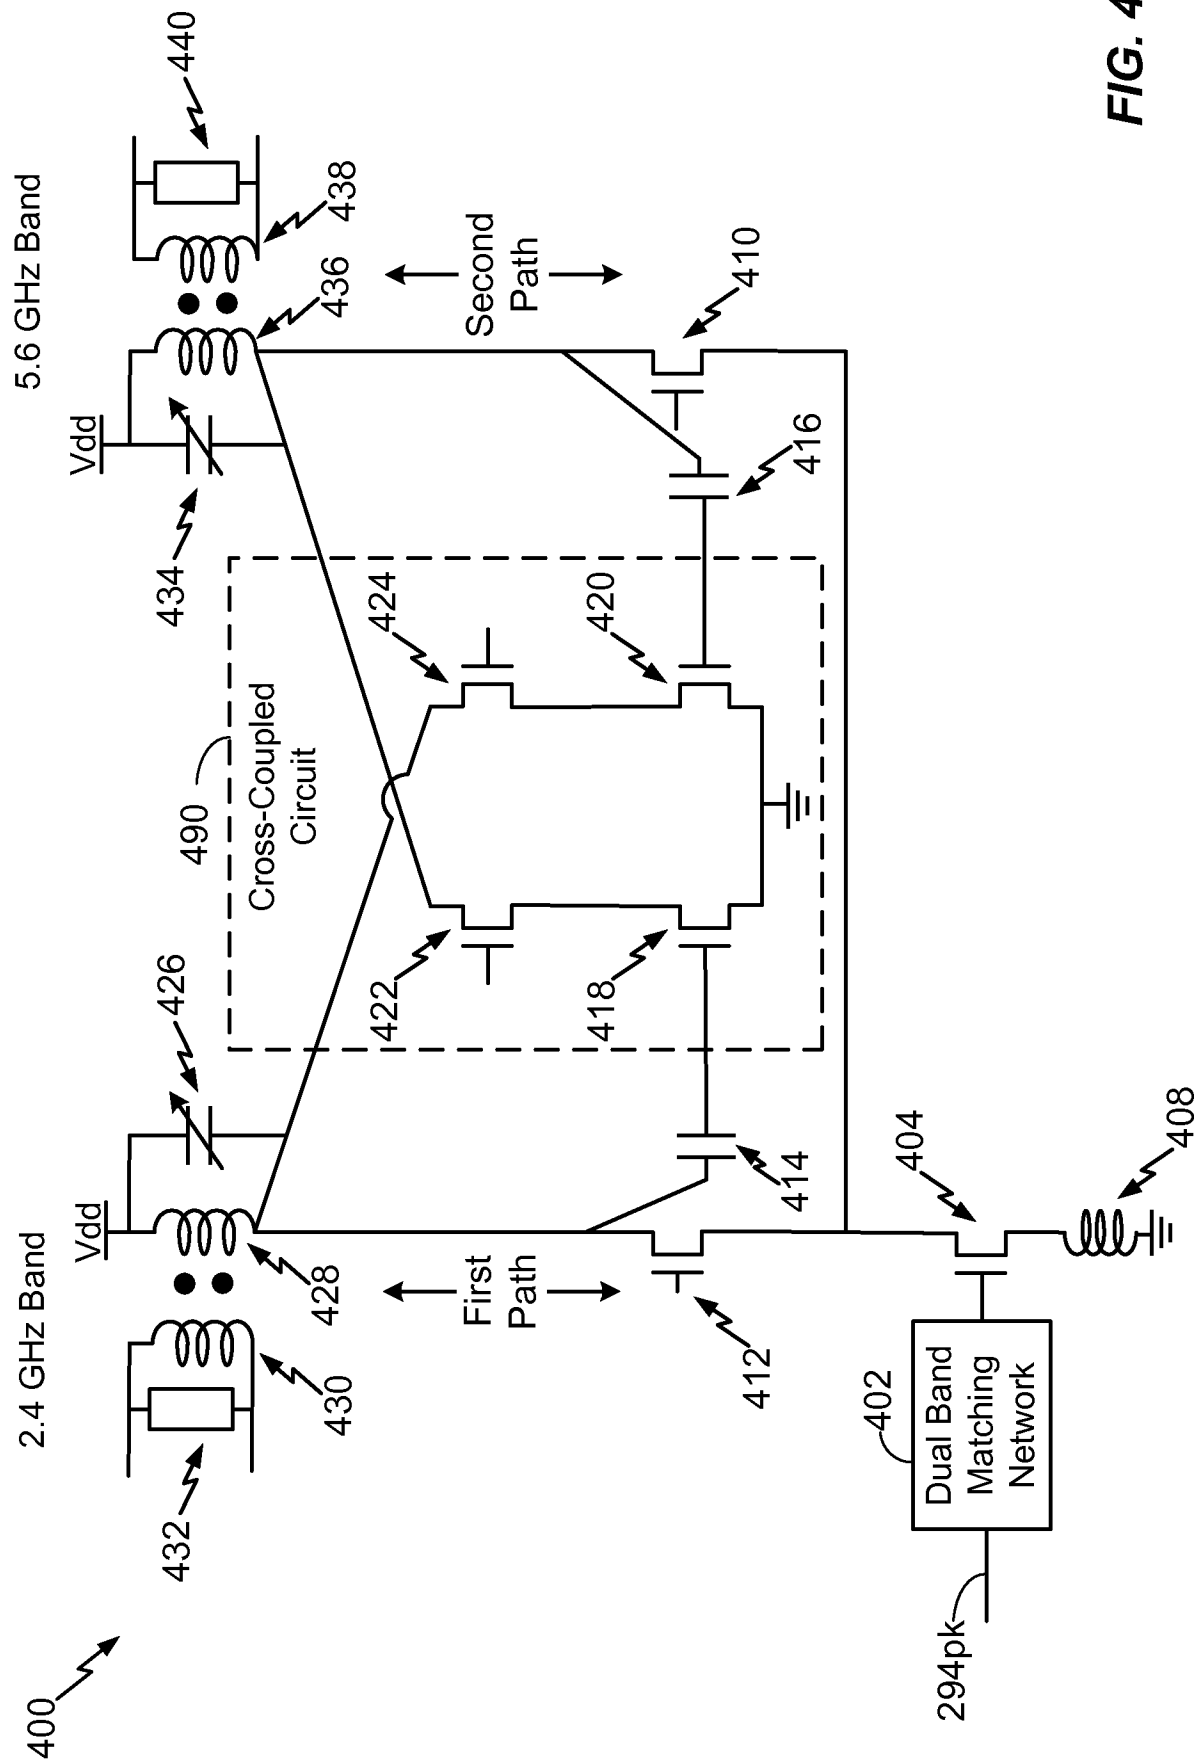 400
2.4 GHz Band
5.6 GHz Band
432
430
Vdd
428
426
434
Vdd
436
438
440
490
Cross-Coupled
Circuit
First
Path
Second
Path
422
424
418
420
412
414
416
410
294pk
402
Dual Band
Matching
Network
404
408
FIG. 4